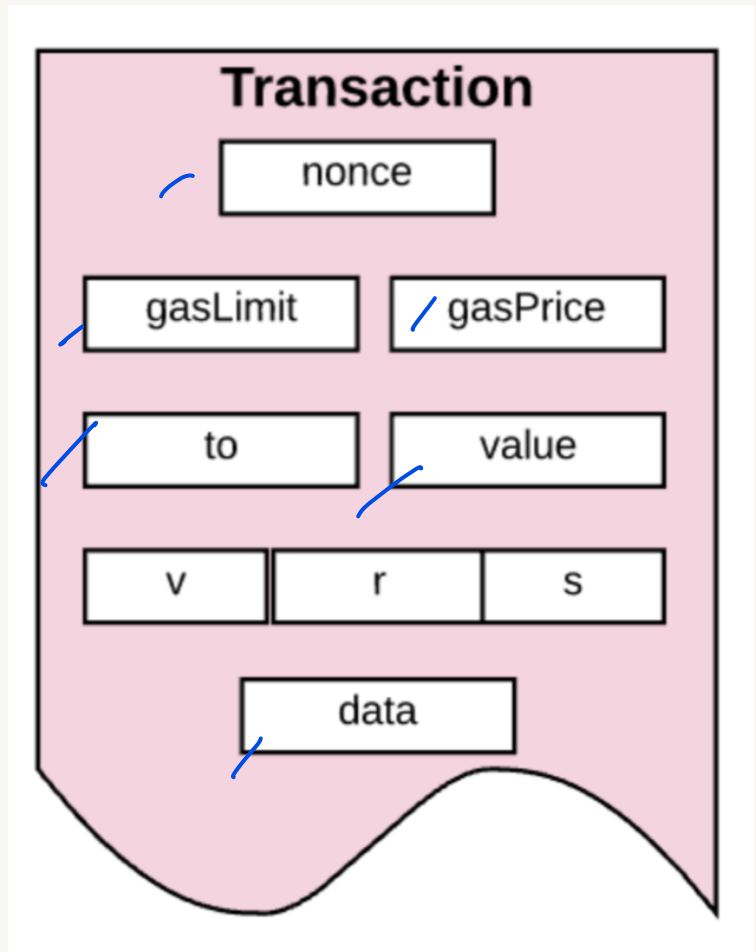 Transaction
nonce
gasLimit gasPrice
to value
v r s
data